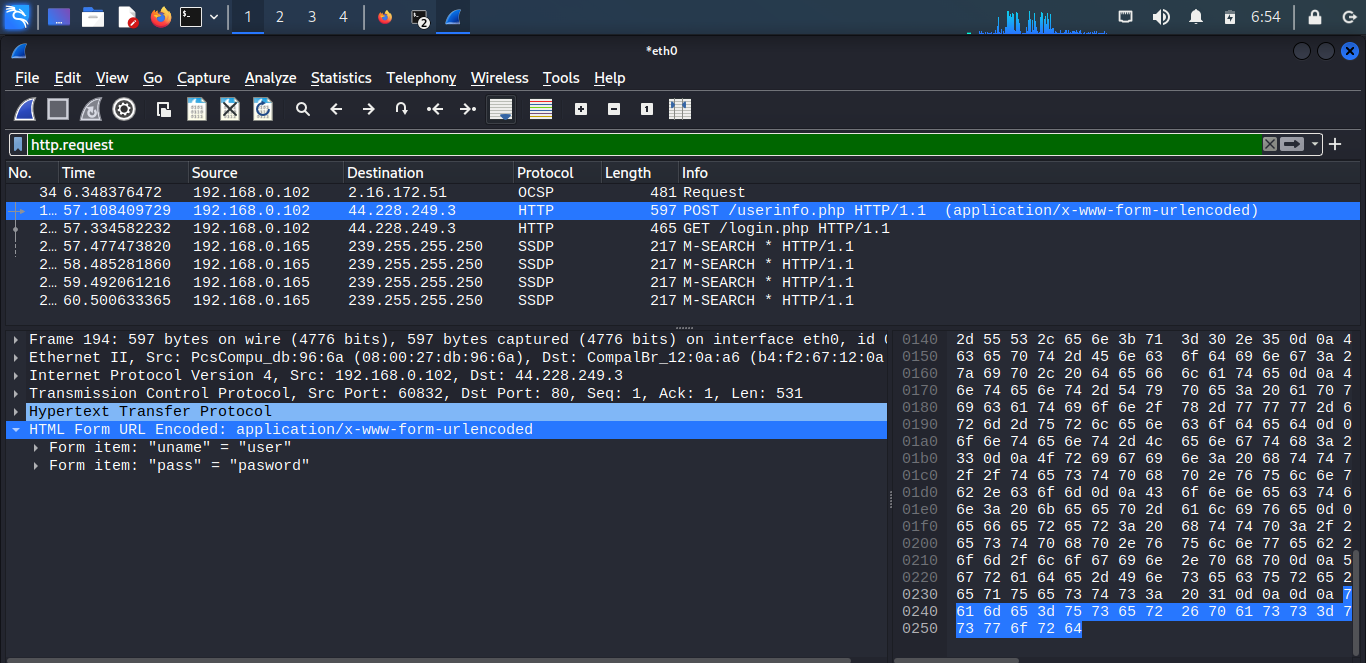 1 2 3 4 2 6:54
*eth0
File Edit View Go Capture Analyze Statistics Telephony Wireless Tools Help
http.request
No. Time Source Destination Protocol Length Info
34 6.348376472 192.168.0.102 2.16.172.51 OCSP 481 Request
1… 57.108409729 192.168.0.102 44.228.249.3 HTTP 597 POST /userinfo.php HTTP/1.1 (application/x-www-form-urlencoded)
2… 57.334582232 192.168.0.102 44.228.249.3 HTTP 465 GET /login.php HTTP/1.1
2… 57.477473820 192.168.0.165 239.255.255.250 SSDP 217 M-SEARCH * HTTP/1.1
2… 58.485281860 192.168.0.165 239.255.255.250 SSDP 217 M-SEARCH * HTTP/1.1
2… 59.492061216 192.168.0.165 239.255.255.250 SSDP 217 M-SEARCH * HTTP/1.1
2… 60.500633365 192.168.0.165 239.255.255.250 SSDP 217 M-SEARCH * HTTP/1.1
Frame 194: 597 bytes on wire (4776 bits), 597 bytes captured (4776 bits) on interface eth0, id
Ethernet II, Src: PcsCompu_db:96:6a (08:00:27:db:96:6a), Dst: CompalBr_12:0a:a6 (b4:f2:67:12:0a
Internet Protocol Version 4, Src: 192.168.0.102, Dst: 44.228.249.3
Transmission Control Protocol, Src Port: 60832, Dst Port: 80, Seq: 1, Ack: 1, Len: 531
Hypertext Transfer Protocol
HTML Form URL Encoded: application/x-www-form-urlencoded
Form item: "uname" = "user"
Form item: "pass" = "pasword"
0140 2d 55 53 2c 65 6e 3b 71 3d 30 2e 35 0d 0a 4
0150 63 65 70 74 2d 45 6e 63 6f 64 69 6e 67 3a 2
0160 7a 69 70 2c 20 64 65 66 6c 61 74 65 0d 0a 4
0170 6e 74 65 6e 74 2d 54 79 70 65 3a 20 61 70 7
0180 69 63 61 74 69 6f 6e 2f 78 2d 77 77 77 2d 6
0190 72 6d 2d 75 72 6c 65 6e 63 6f 64 65 64 0d 0
01a0 6f 6e 74 65 6e 74 2d 4c 65 6e 67 74 68 3a 2
01b0 33 0d 0a 4f 72 69 67 69 6e 3a 20 68 74 74 7
01c0 2f 2f 74 65 73 74 70 68 70 2e 76 75 6c 6e 7
01d0 62 2e 63 6f 6d 0d 0a 43 6f 6e 6e 65 63 74 6
01e0 6e 3a 20 6b 65 65 70 2d 61 6c 69 76 65 0d 0
01f0 65 66 65 72 65 72 3a 20 68 74 74 70 3a 2f 2
0200 65 73 74 70 68 70 2e 76 75 6c 6e 77 65 62 2
0210 6f 6d 2f 6c 6f 67 69 6e 2e 70 68 70 0d 0a 5
0220 67 72 61 64 65 2d 49 6e 73 65 63 75 72 65 2
0230 65 71 75 65 73 74 73 3a 20 31 0d 0a 0d 0a 7
0240 61 6d 65 3d 75 73 65 72 26 70 61 73 73 3d 7
0250 73 77 6f 72 64